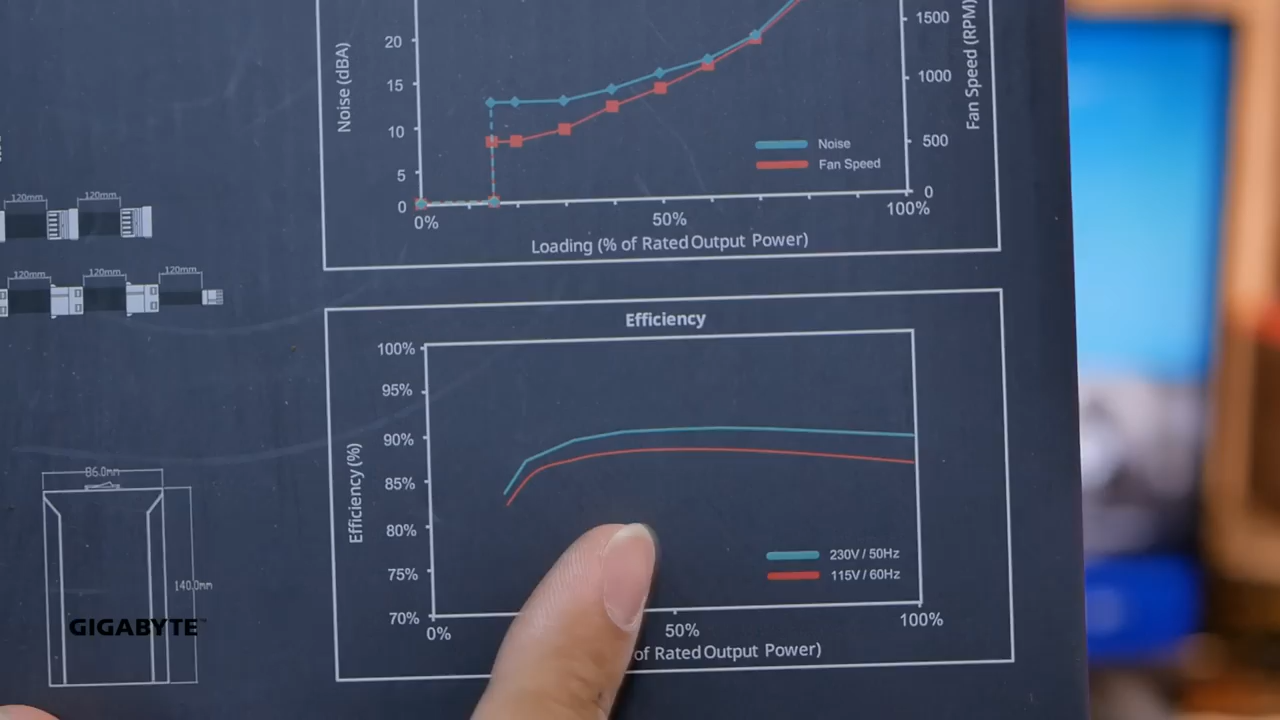 20
15
10
5
0
Noise (dBA)
1500
1000
500
0
Fan Speed (RPM)
Noise
Fan Speed
0%
50%
100%
Loading (% of Rated Output Power)
120mm
120mm
120mm
120mm
120mm
Efficiency
100%
95%
90%
85%
80%
75%
70%
Efficiency (%)
230V / 50Hz
115V / 60Hz
0%
50%
100%
of Rated Output Power)
86.0mm
140.0mm
GIGABYTE™